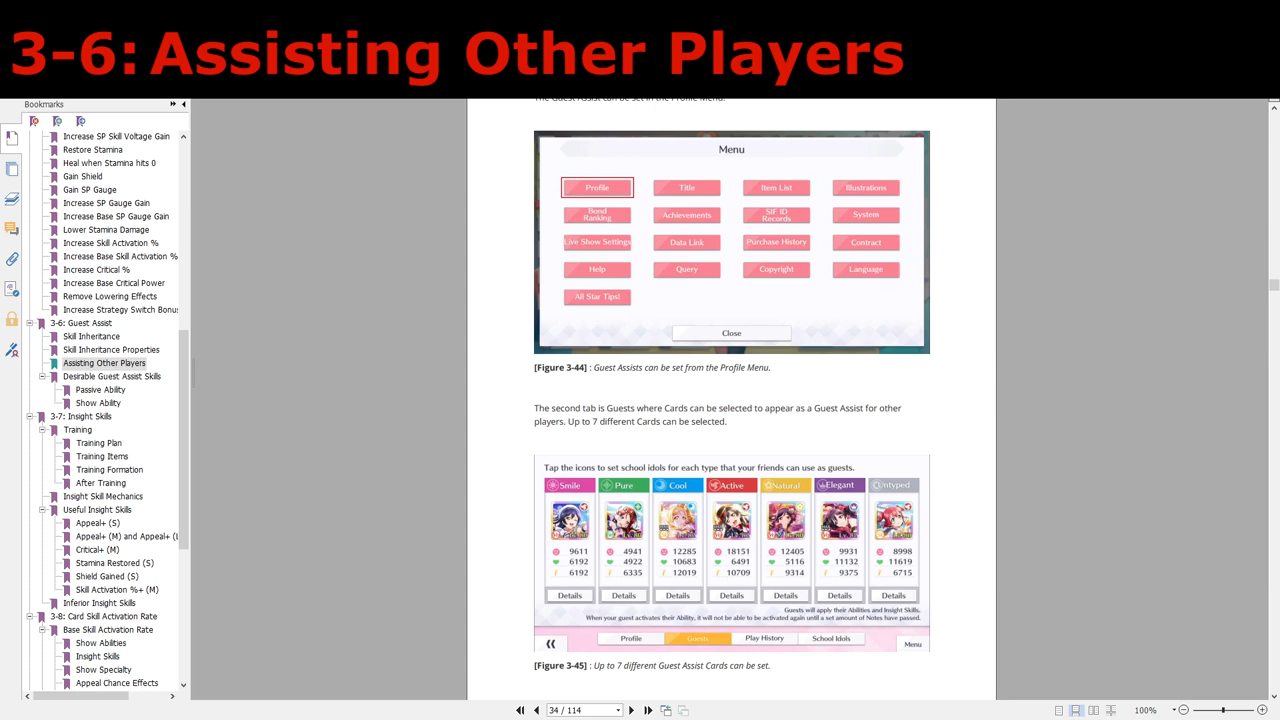 3-6: Assisting Other Players
Bookmarks
Increase SP Skill Voltage Gain
Restore Stamina
Heal when Stamina hits 0
Gain Shield
Gain SP Gauge
Increase SP Gauge Gain
Increase Base SP Gauge Gain
Lower Stamina Damage
Increase Skill Activation %
Increase Base Skill Activation %
Increase Critical %
Increase Base Critical Power
Remove Lowering Effects
Increase Strategy Switch Bonus
3-6: Guest Assist
Skill Inheritance
Skill Inheritance Properties
Assisting Other Players
Desirable Guest Assist Skills
Passive Ability
Show Ability
3-7: Insight Skills
Training
Training Plan
Training Items
Training Formation
After Training
Insight Skill Mechanics
Useful Insight Skills
Appeal+ (S)
Appeal+ (M) and Appeal+ (L
Critical+ (M)
Stamina Restored (S)
Shield Gained (S)
Skill Activation %+ (M)
Inferior Insight Skills
3-8: Card Skill Activation Rate
Base Skill Activation Rate
Show Abilities
Insight Skills
Show Specialty
Appeal Chance Effects
The Guest Assist can be set in the Profile Menu.
Menu
Profile Title Item List Illustrations
Bond Ranking Achievements SIF ID Records System
Live Show Settings Data Link Purchase History Contract
Help Query Copyright Language
All Star Tips!
Close
[Figure 3-44] : Guest Assists can be set from the Profile Menu.
The second tab is Guests where Cards can be selected to appear as a Guest Assist for other
players. Up to 7 different Cards can be selected.
Tap the icons to set school idols for each type that your friends can use as guests.
Smile Pure Cool Active Natural Elegant Untyped
9611 4941 12285 18151 12405 9931 8998
6192 4922 10683 6491 5116 11132 11619
6192 6335 12019 10709 9314 9375 6715
Details Details Details Details Details Details Details
Guests will apply their Abilities and Insight Skills.
When your guest activates their Ability, it will not be able to be activated again until a set amount of Notes have passed.
Profile Guests Play History School Idols Menu
[Figure 3-45] : Up to 7 different Guest Assist Cards can be set.
34 / 114
100%